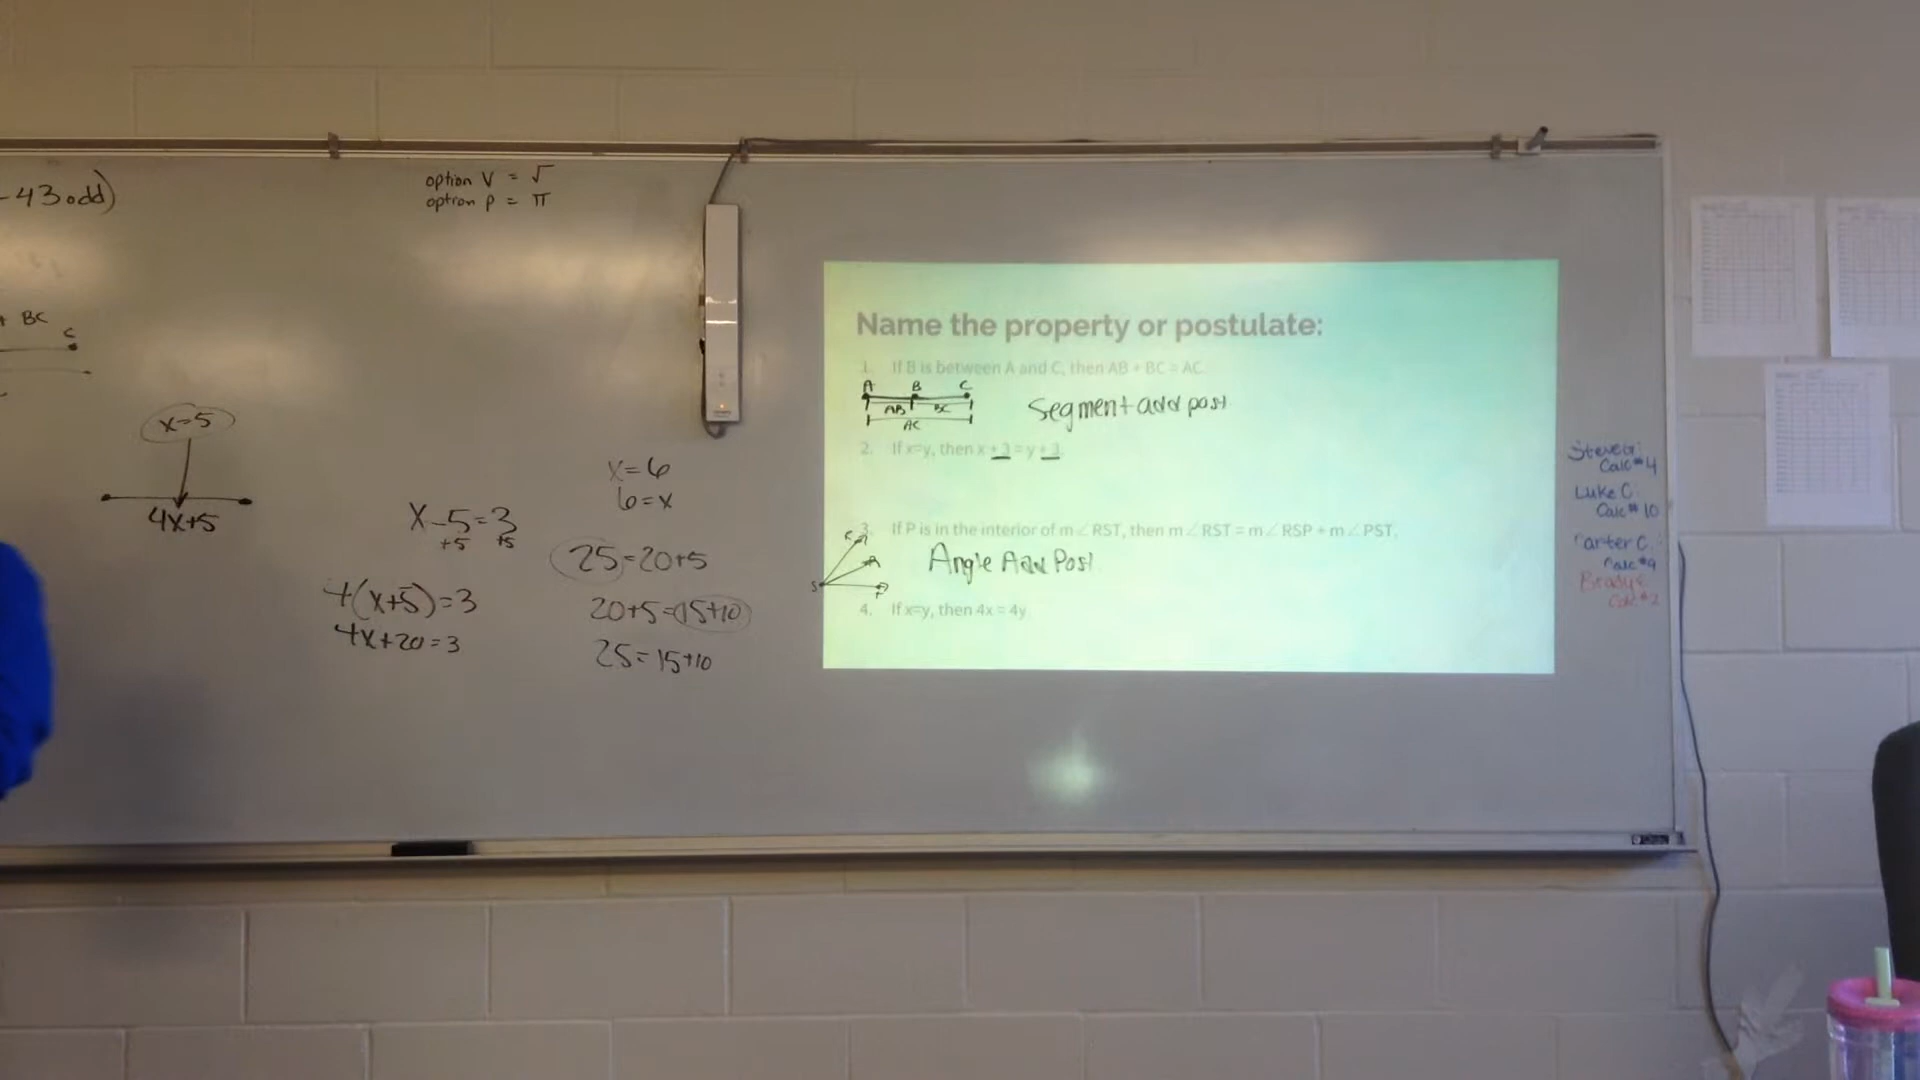 -43 odd)
option V = √
option p = π
+ BC
C
x=5
4x+5
x-5=3
+5 +5
4(x+5)=3
4x+20=3
x=6
6=x
25=20+5
20+5=15+10
25=15+10
Name the property or postulate:
1. If B is between A and C, then AB + BC = AC.
A B C
AB BC
AC
Segment add post
2. If x=y, then x + 3 = y + 3.
3. If P is in the interior of m∠RST, then m∠RST = m∠RSP + m∠PST.
S
Angle Add Post
4. If x=y, then 4x = 4y
Calc#4
Luke C.
Calc#10
Carter C.
Calc#9
Brady
Calc#2